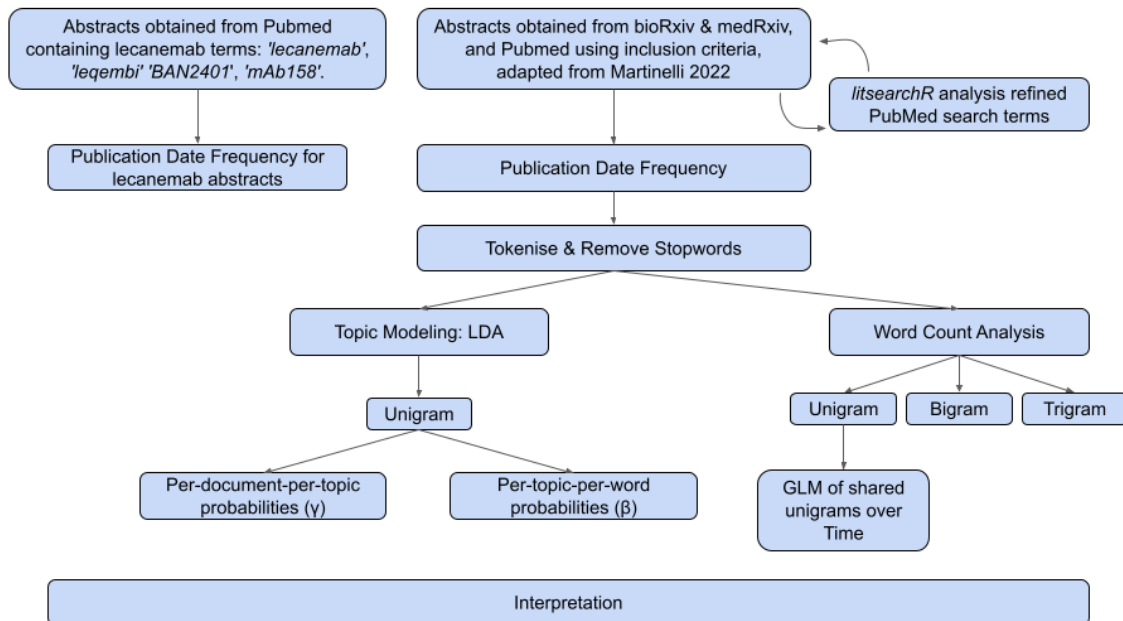 Abstracts obtained from Pubmed
containing lecanemab terms: 'lecanemab',
'leqembi' 'BAN2401', 'mAb158'.
Abstracts obtained from bioRxiv & medRxiv,
and Pubmed using inclusion criteria,
adapted from Martinelli 2022
litsearchR analysis refined
PubMed search terms
Publication Date Frequency for
lecanemab abstracts
Publication Date Frequency
Tokenise & Remove Stopwords
Topic Modeling: LDA
Word Count Analysis
Unigram
Unigram
Bigram
Trigram
Per-document-per-topic
probabilities (γ)
Per-topic-per-word
probabilities (β)
GLM of shared
unigrams over
Time
Interpretation